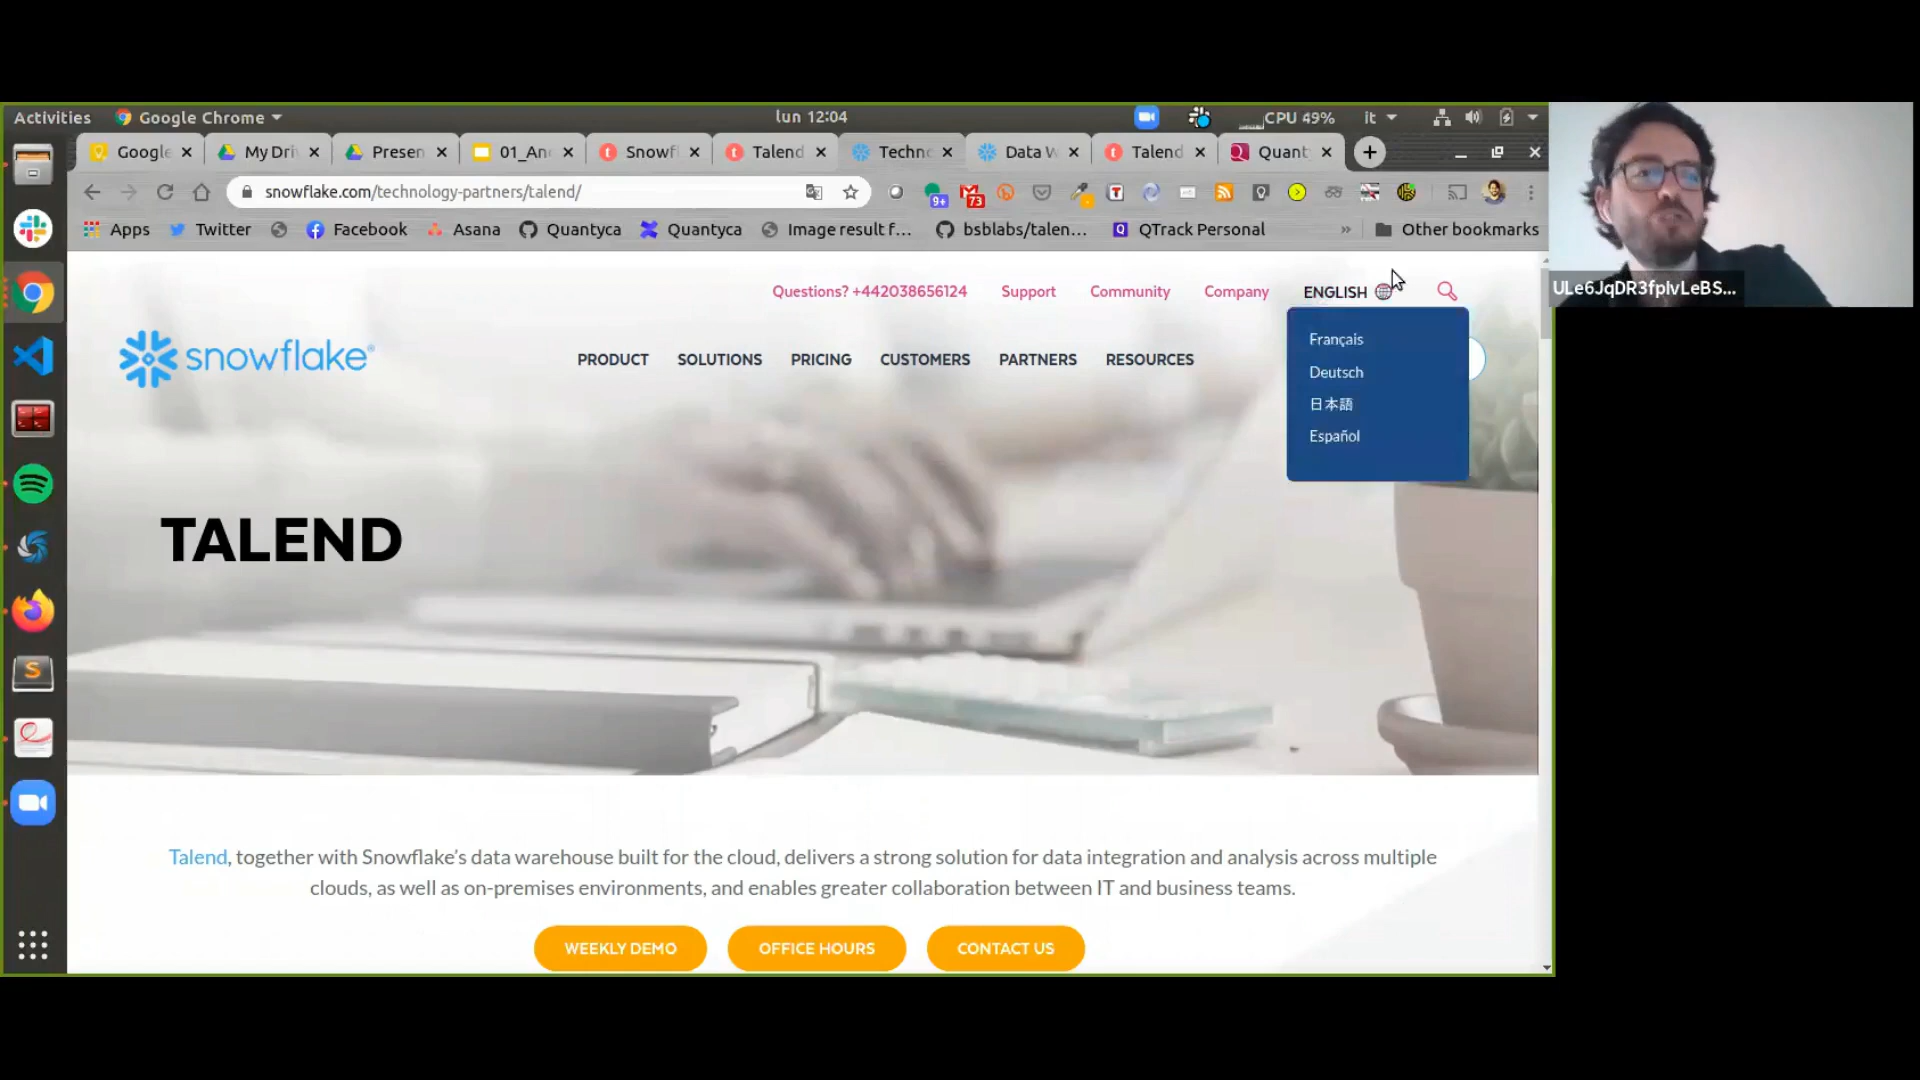 Activities
Google Chrome
lun 12:04
CPU 49%
it
Google
My Dri
Presen
01_An
Snowf
Talend
Techn
Data W
Talend
Quant
snowflake.com/technology-partners/talend/
9+
73
Apps
Twitter
Facebook
Asana
Quantyca
Quantyca
Image result f...
bsblabs/talen...
QTrack Personal
»
Other bookmarks
ULe6JqDR3fpIvLeBS...
Questions? +442038656124
Support
Community
Company
ENGLISH
Français
Deutsch
日本語
Español
snowflake®
PRODUCT
SOLUTIONS
PRICING
CUSTOMERS
PARTNERS
RESOURCES
TALEND
Talend, together with Snowflake's data warehouse built for the cloud, delivers a strong solution for data integration and analysis across multiple
clouds, as well as on-premises environments, and enables greater collaboration between IT and business teams.
WEEKLY DEMO
OFFICE HOURS
CONTACT US